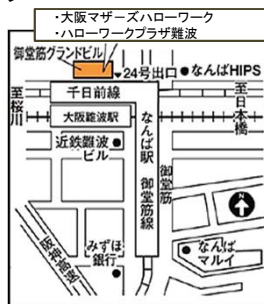 ・大阪マザーズハローワーク
・ハローワークプラザ難波
御堂筋グランドビル
24号出口
なんばHIPS
至桜川
千日前線
至日本橋
大阪難波駅
近鉄難波
ビル
なんば駅 御堂筋線
御堂筋
阪神高速
みずほ
銀行
なんば
マルイ